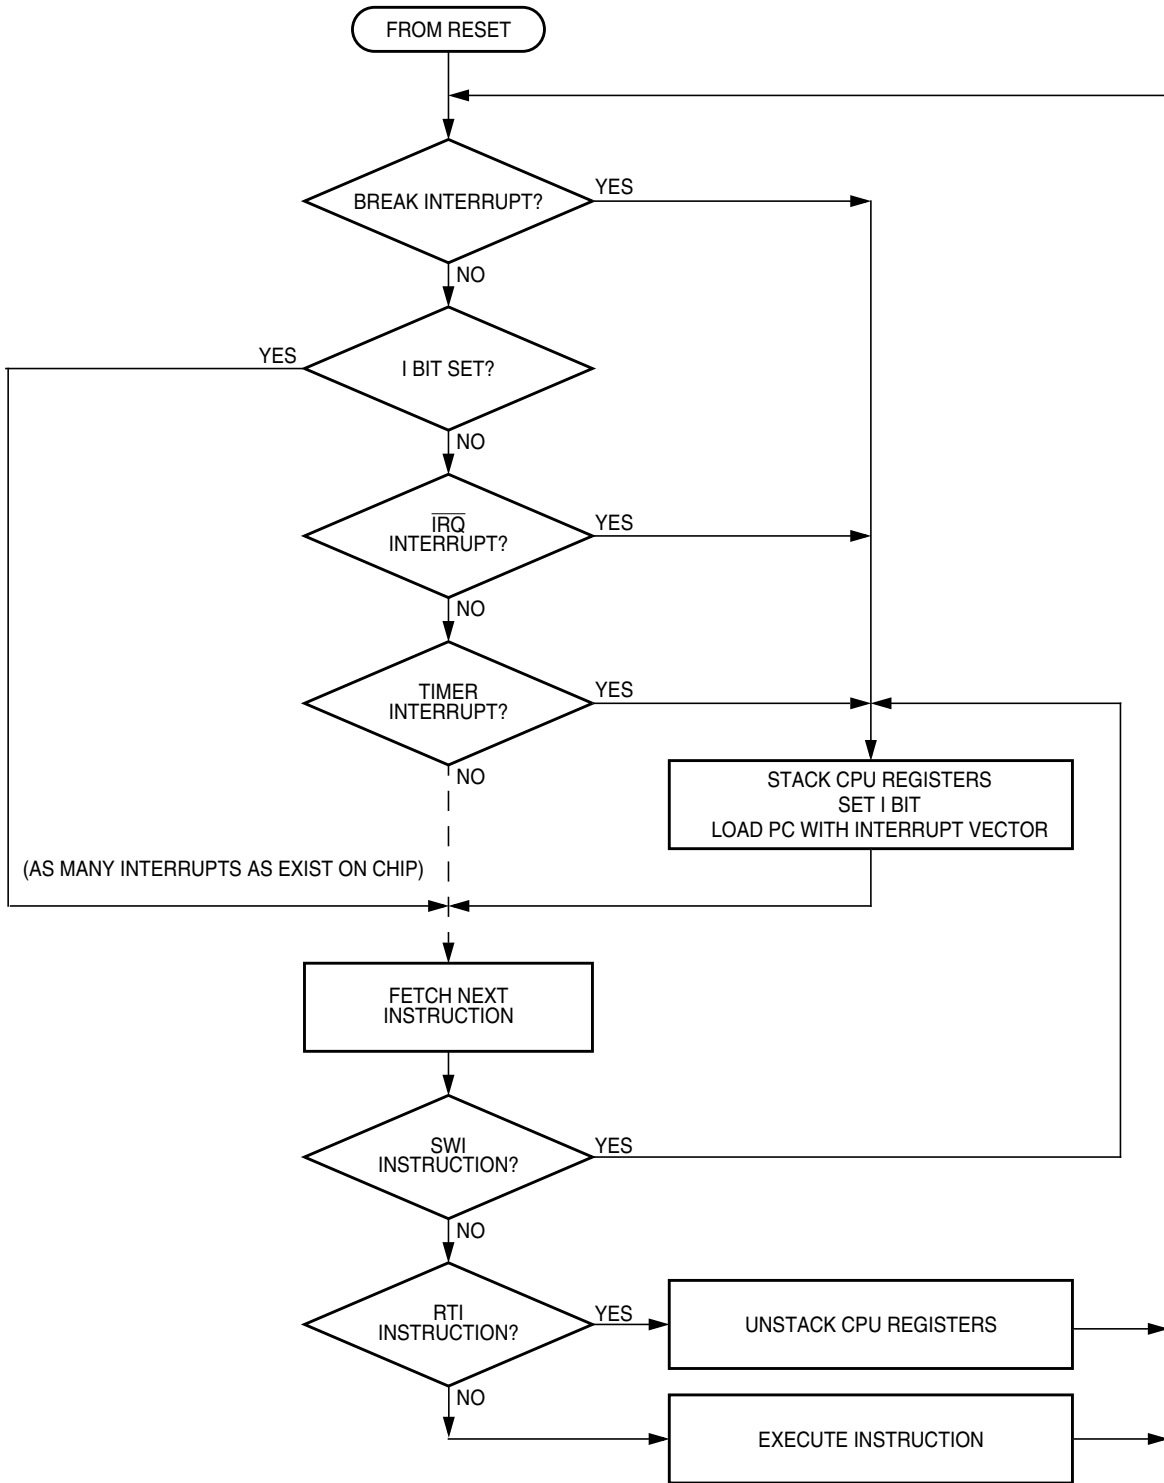 FROM RESET
BREAK INTERRUPT?
YES
NO
YES
I BIT SET?
NO
IRQ
INTERRUPT?
YES
NO
TIMER
INTERRUPT?
YES
NO
STACK CPU REGISTERS
SET I BIT
LOAD PC WITH INTERRUPT VECTOR
(AS MANY INTERRUPTS AS EXIST ON CHIP)
FETCH NEXT
INSTRUCTION
SWI
INSTRUCTION?
YES
NO
RTI
INSTRUCTION?
YES
UNSTACK CPU REGISTERS
NO
EXECUTE INSTRUCTION